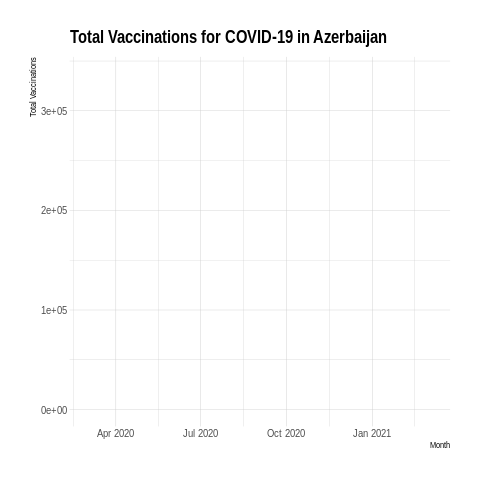 Total Vaccinations for COVID-19 in Azerbaijan
Total Vaccinations
3e+05
2e+05
1e+05
0e+00
Apr 2020 Jul 2020 Oct 2020 Jan 2021
Month